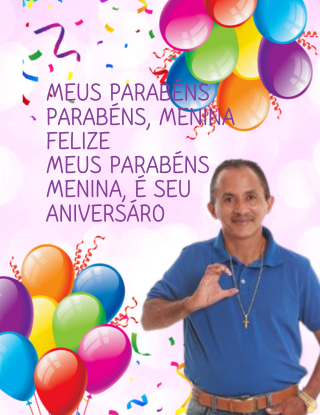 MEUS PARABÉNS
PARABÉNS, MENINA
FELIZE
MEUS PARABÉNS
MENINA, É SEU
ANIVERSÁRO